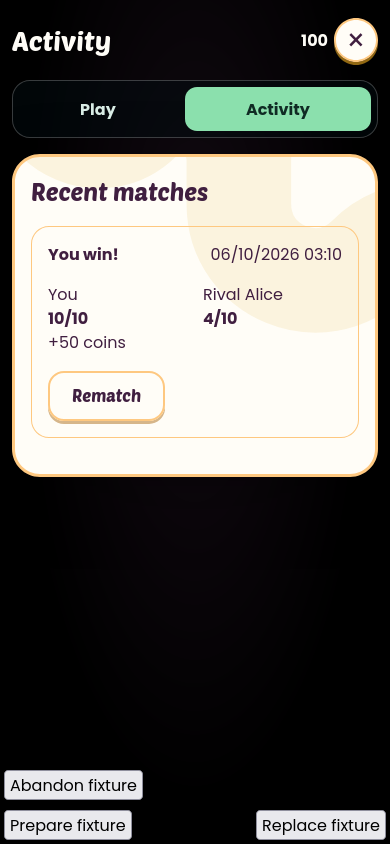 Activity
100
Play
Activity
Recent matches
You win!
06/10/2026 03:10
You
Rival Alice
10/10
4/10
+50 coins
Rematch
Abandon fixture
Prepare fixture
Replace fixture